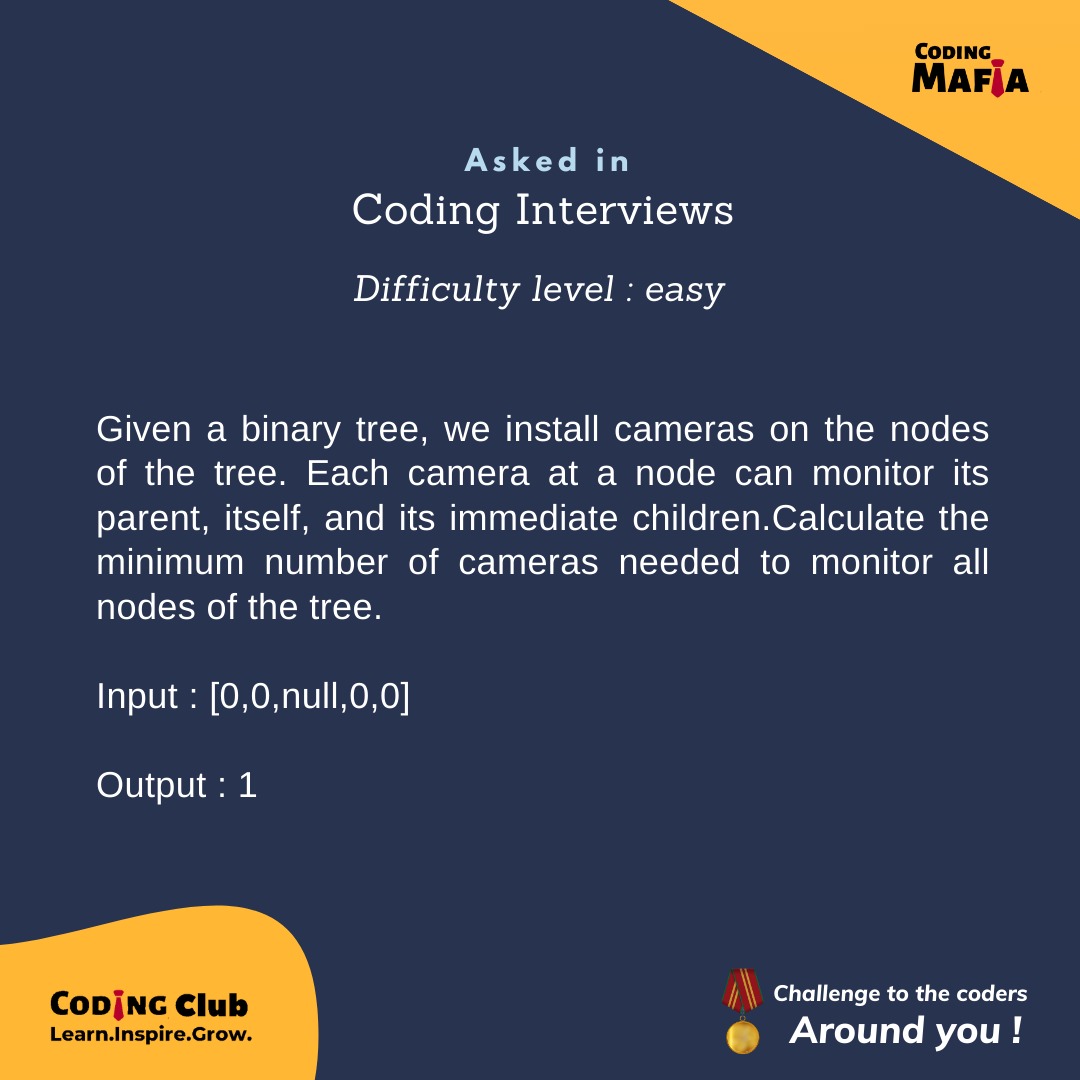 CODING
MAFIA
Asked in
Coding Interviews
Difficulty level : easy
Given a binary tree, we install cameras on the nodes
of the tree. Each camera at a node can monitor its
parent, itself, and its immediate children.Calculate the
minimum number of cameras needed to monitor all
nodes of the tree.
Input : [0,0,null,0,0]
Output : 1
CODING Club
Learn.Inspire.Grow.
Challenge to the coders
Around you !